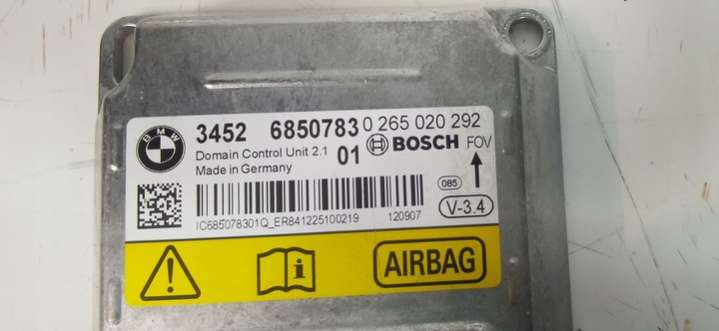 BMW
3452 6850783 0 265 020 292
Domain Control Unit 2.1 01 BOSCH FOV
Made in Germany
085
V-3.4
IC685078301Q_ER841225100219 120907
AIRBAG